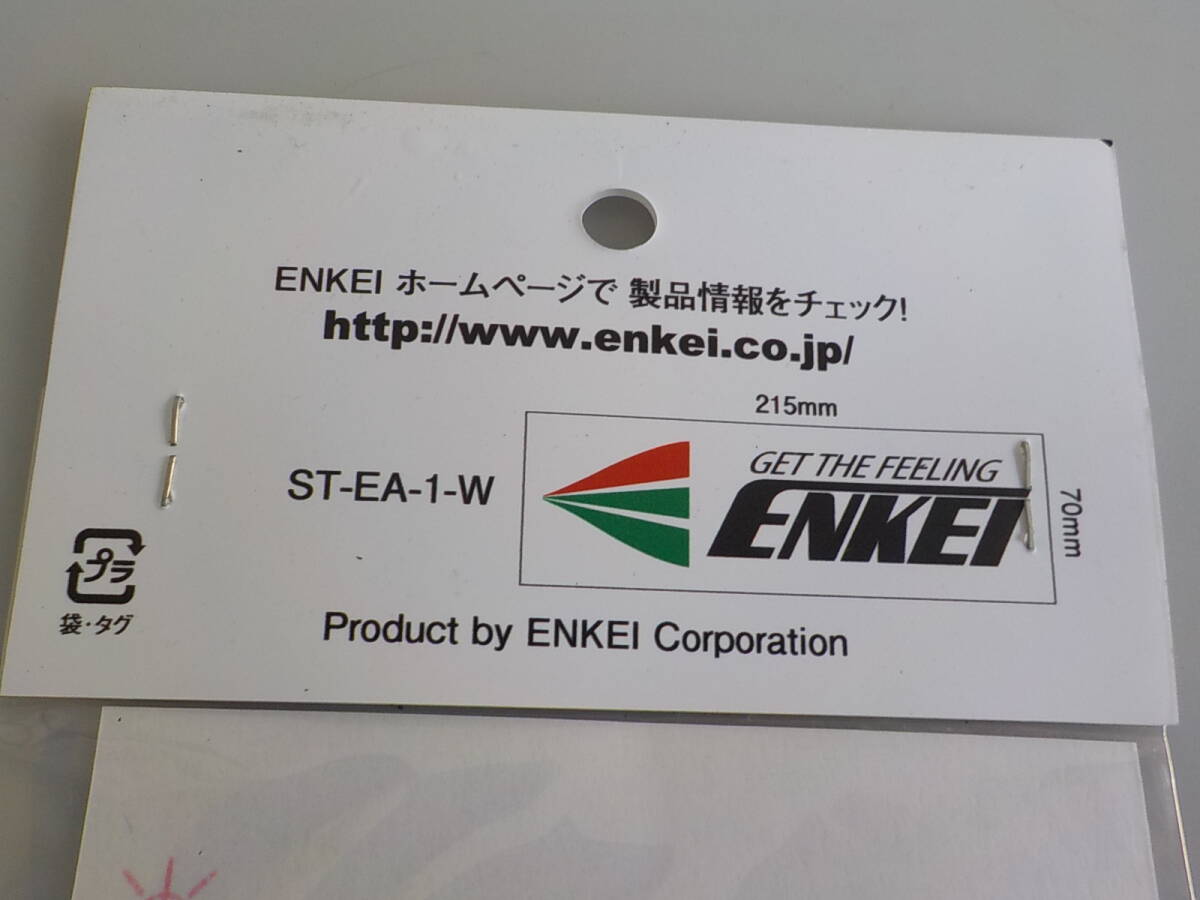 ENKEI ホームページで 製品情報をチェック!
http://www.enkei.co.jp/
215mm
ST-EA-1-W
GET THE FEELING
ENKEI
70mm
プラ
袋・タグ
Product by ENKEI Corporation